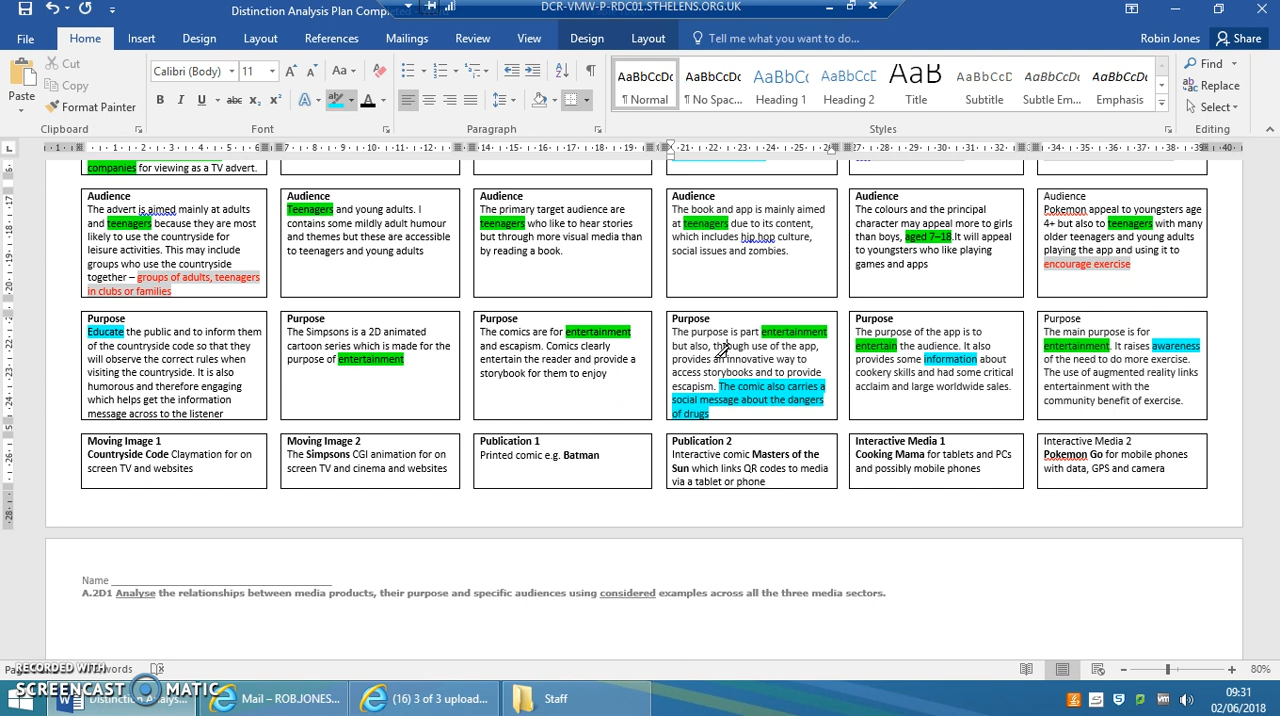 Distinction Analysis Plan Comple
DCR-VMW-P-RDC01.STHELENS.ORG.UK
File Home Insert Design Layout References Mailings Review View Design Layout Tell me what you want to do... Robin Jones Share
Paste
Cut
Copy
Format Painter
Clipboard
Calibri (Body) 11
Font
Paragraph
AaBbCcDc AaBbCcDc AaBbCc AaBbCcC AaB AaBbCcD AaBbCcDc AaBbCcDc
¶ Normal ¶ No Spac... Heading 1 Heading 2 Title Subtitle Subtle Em... Emphasis
Styles
Find
Replace
Select
Editing
companies for viewing as a TV advert.
Audience
The advert is aimed mainly at adults
and teenagers because they are most
likely to use the countryside for
leisure activities. This may include
groups who use the countryside
together – groups of adults, teenagers
in clubs or families
Audience
Teenagers and young adults. I
contains some mildly adult humour
and themes but these are accessible
to teenagers and young adults
Audience
The primary target audience are
teenagers who like to hear stories
but through more visual media than
by reading a book.
Audience
The book and app is mainly aimed
at teenagers due to its content,
which includes hip hop culture,
social issues and zombies.
Audience
The colours and the principal
character may appeal more to girls
than boys, aged 7–18.It will appeal
to youngsters who like playing
games and apps
Audience
Pokemon appeal to youngsters age
4+ but also to teenagers with many
older teenagers and young adults
playing the app and using it to
encourage exercise
Purpose
Educate the public and to inform them
of the countryside code so that they
will observe the correct rules when
visiting the countryside. It is also
humorous and therefore engaging
which helps get the information
message across to the listener
Purpose
The Simpsons is a 2D animated
cartoon series which is made for the
purpose of entertainment
Purpose
The comics are for entertainment
and escapism. Comics clearly
entertain the reader and provide a
storybook for them to enjoy
Purpose
The purpose is part entertainment
but also, though use of the app,
provides an innovative way to
access storybooks and to provide
escapism. The comic also carries a
social message about the dangers
of drugs
Purpose
The purpose of the app is to
entertain the audience. It also
provides some information about
cookery skills and had some critical
acclaim and large worldwide sales.
Purpose
The main purpose is for
entertainment. It raises awareness
of the need to do more exercise.
The use of augmented reality links
entertainment with the
community benefit of exercise.
Moving Image 1
Countryside Code Claymation for on
screen TV and websites
Moving Image 2
The Simpsons CGI animation for on
screen TV and cinema and websites
Publication 1
Printed comic e.g. Batman
Publication 2
Interactive comic Masters of the
Sun which links QR codes to media
via a tablet or phone
Interactive Media 1
Cooking Mama for tablets and PCs
and possibly mobile phones
Interactive Media 2
Pokemon Go for mobile phones
with data, GPS and camera
Name ______________________________
A.2D1 Analyse the relationships between media products, their purpose and specific audiences using considered examples across all the three media sectors.
words
80%
RECORDED WITH
SCREENCAST MATIC
Distinction Analys...
Mail – ROBJONES...
(16) 3 of 3 upload...
Staff
09:31
02/06/2018